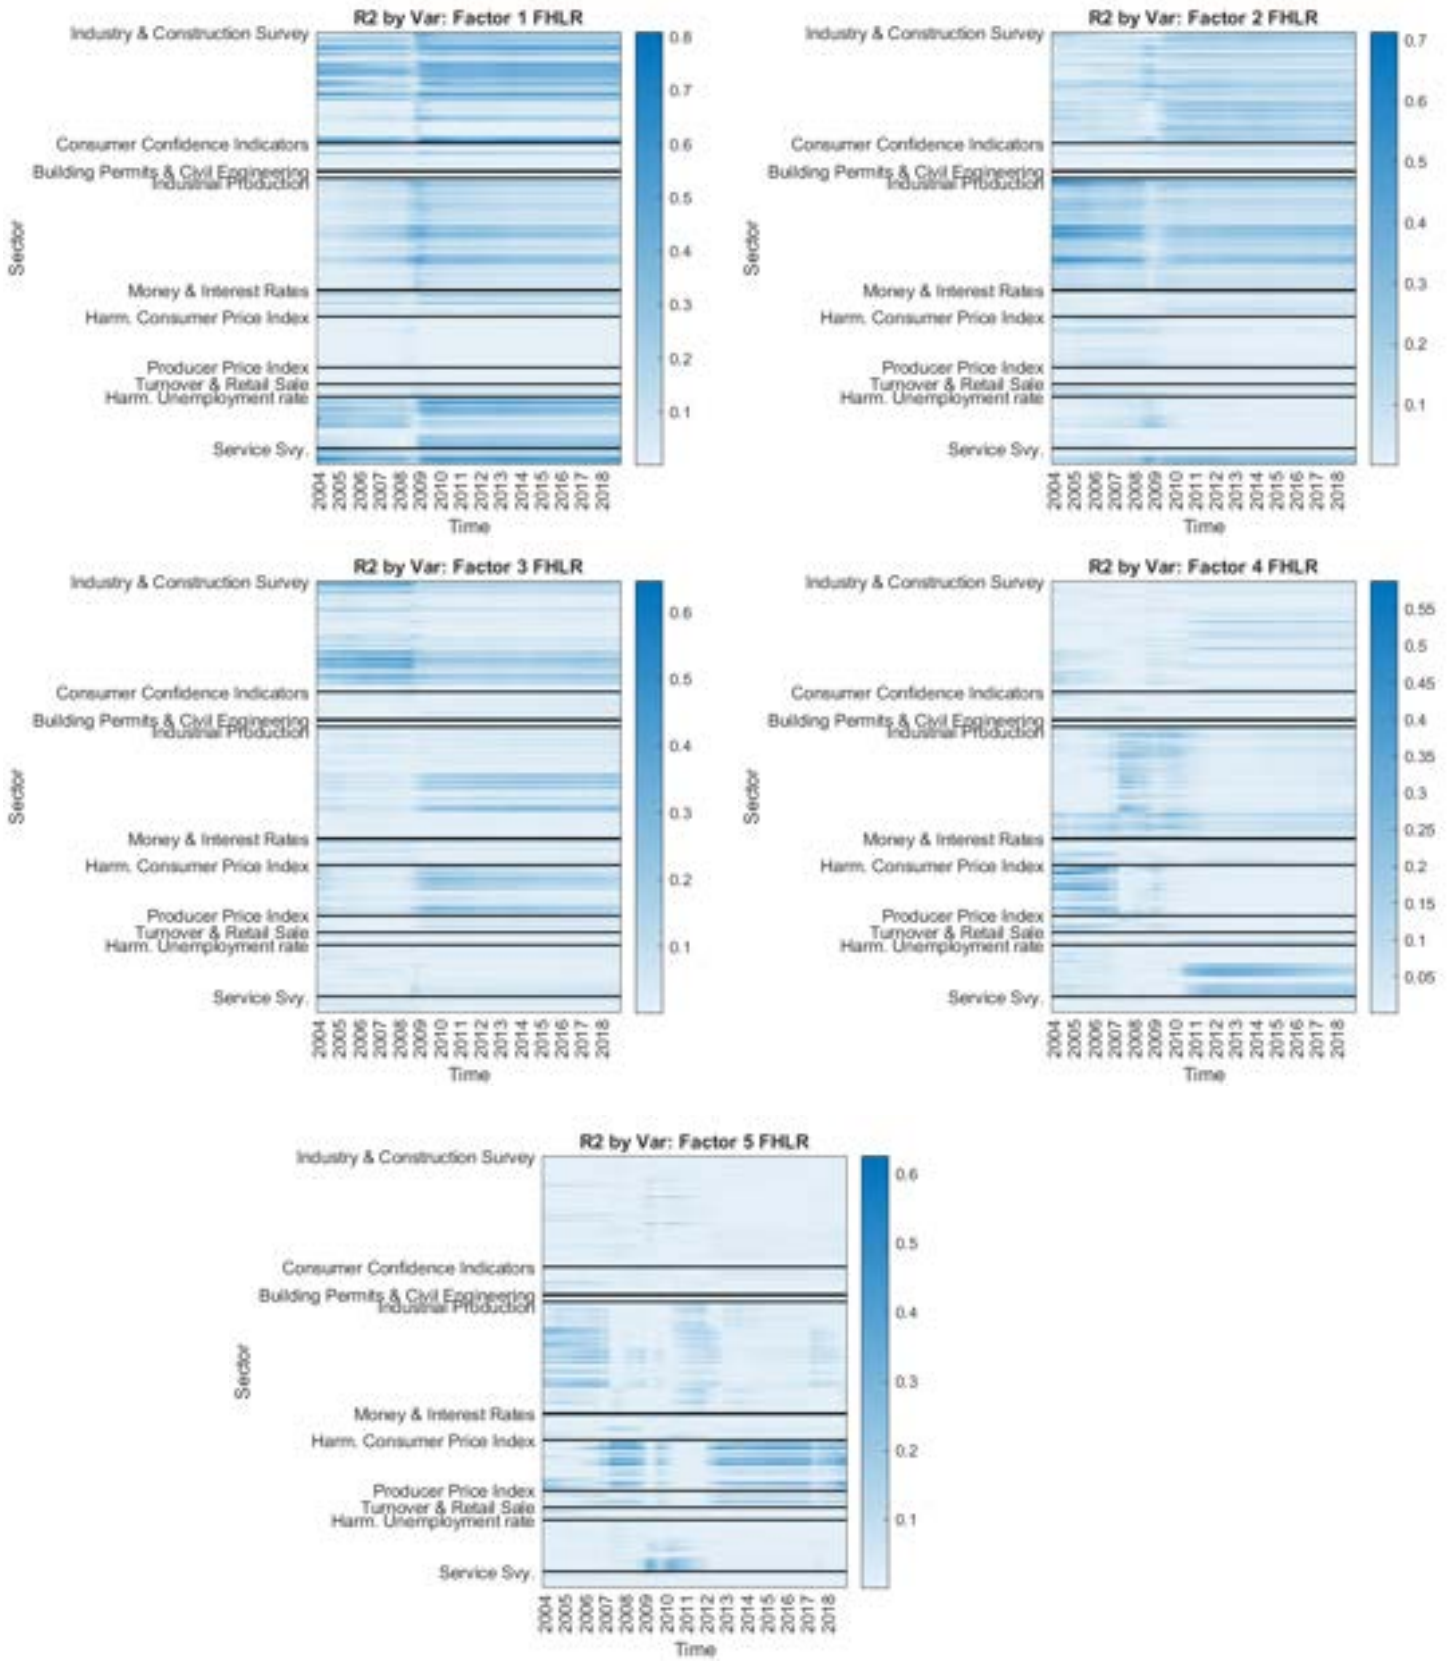 R2 by Var: Factor 1 FHLR
Industry & Construction Survey
Consumer Confidence Indicators
Building Permits & Civil Engineering
Industrial Production
Money & Interest Rates
Harm. Consumer Price Index
Producer Price Index
Turnover & Retail Sale
Harm. Unemployment rate
Service Svy.
Sector
0.8
0.7
0.6
0.5
0.4
0.3
0.2
0.1
2004 2005 2006 2007 2008 2009 2010 2011 2012 2013 2014 2015 2016 2017 2018
Time
R2 by Var: Factor 2 FHLR
Industry & Construction Survey
Consumer Confidence Indicators
Building Permits & Civil Engineering
Industrial Production
Money & Interest Rates
Harm. Consumer Price Index
Producer Price Index
Turnover & Retail Sale
Harm. Unemployment rate
Service Svy.
Sector
0.7
0.6
0.5
0.4
0.3
0.2
0.1
2004 2005 2006 2007 2008 2009 2010 2011 2012 2013 2014 2015 2016 2017 2018
Time
R2 by Var: Factor 3 FHLR
Industry & Construction Survey
Consumer Confidence Indicators
Building Permits & Civil Engineering
Industrial Production
Money & Interest Rates
Harm. Consumer Price Index
Producer Price Index
Turnover & Retail Sale
Harm. Unemployment rate
Service Svy.
Sector
0.6
0.5
0.4
0.3
0.2
0.1
2004 2005 2006 2007 2008 2009 2010 2011 2012 2013 2014 2015 2016 2017 2018
Time
R2 by Var: Factor 4 FHLR
Industry & Construction Survey
Consumer Confidence Indicators
Building Permits & Civil Engineering
Industrial Production
Money & Interest Rates
Harm. Consumer Price Index
Producer Price Index
Turnover & Retail Sale
Harm. Unemployment rate
Service Svy.
Sector
0.55
0.5
0.45
0.4
0.35
0.3
0.25
0.2
0.15
0.1
0.05
2004 2005 2006 2007 2008 2009 2010 2011 2012 2013 2014 2015 2016 2017 2018
Time
R2 by Var: Factor 5 FHLR
Industry & Construction Survey
Consumer Confidence Indicators
Building Permits & Civil Engineering
Industrial Production
Money & Interest Rates
Harm. Consumer Price Index
Producer Price Index
Turnover & Retail Sale
Harm. Unemployment rate
Service Svy.
Sector
0.6
0.5
0.4
0.3
0.2
0.1
2004 2005 2006 2007 2008 2009 2010 2011 2012 2013 2014 2015 2016 2017 2018
Time